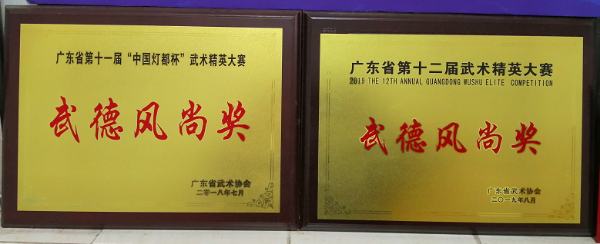 广东省第十一届“中国灯都杯”武术精英大赛
武德风尚奖
广东省武术协会
二〇一八年七月
广东省第十二届武术精英大赛
2019 THE 12TH ANNUAL GUANGDONG WUSHU ELITE COMPETITION
武德风尚奖
广东省武术协会
二〇一九年八月